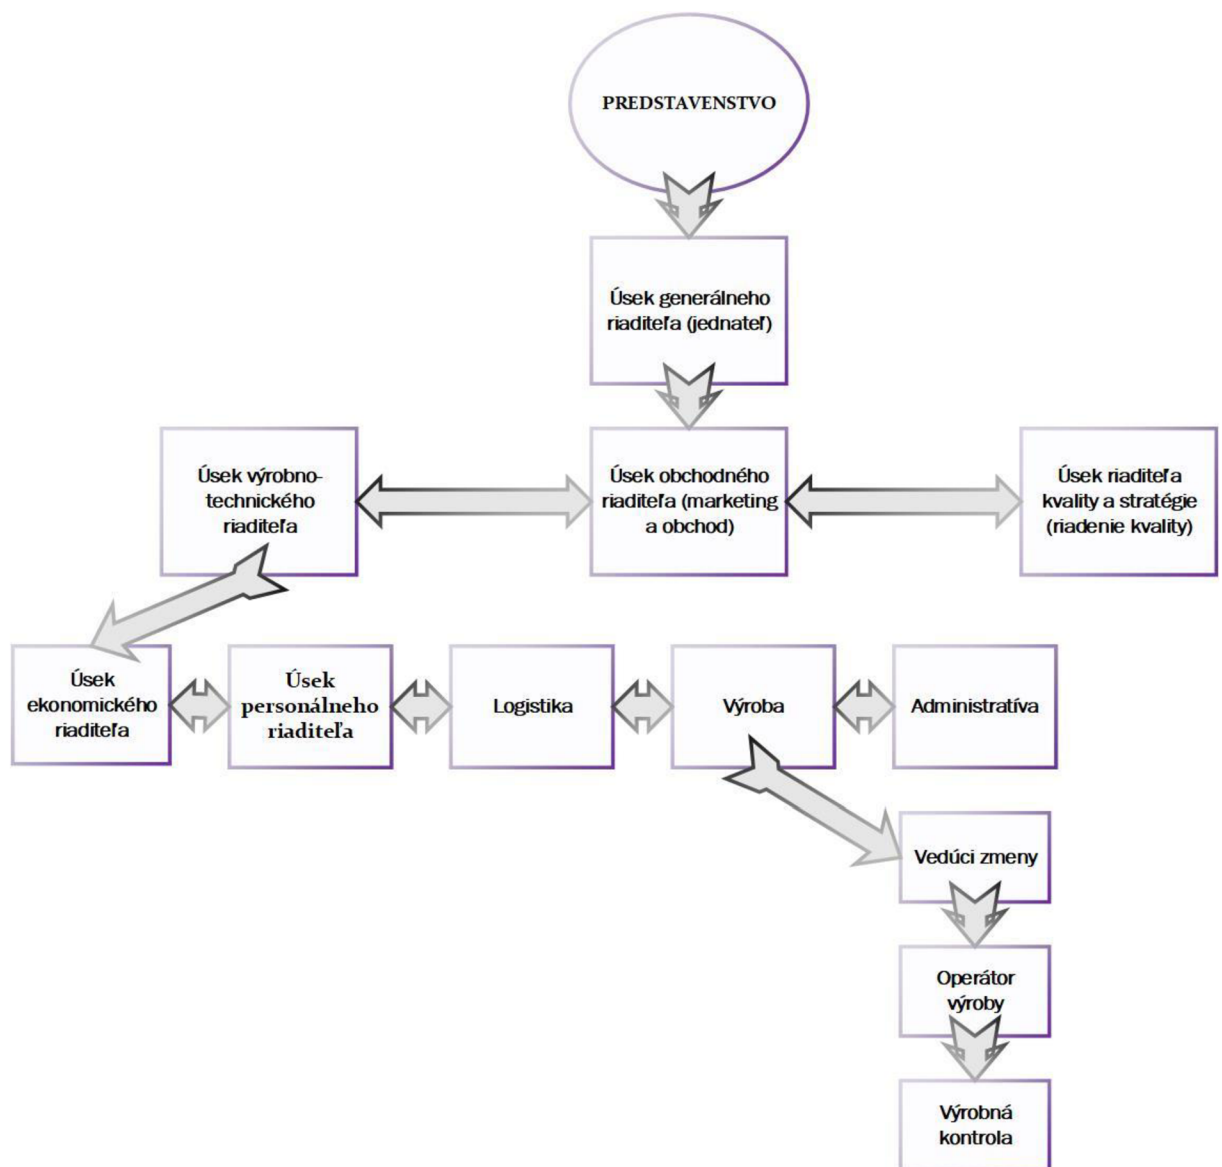 PREDSTAVENSTVO
Úsek generálneho
riaditeľa (jednateľ)
Úsek výrobno-
technického
riaditeľa
Úsek obchodného
riaditeľa (marketing
a obchod)
Úsek riaditeľa
kvality a stratégie
(riadenie kvality)
Úsek
ekonomického
riaditeľa
Úsek
personálneho
riaditeľa
Logistika
Výroba
Administratíva
Vedúci zmeny
Operátor
výroby
Výrobná
kontrola